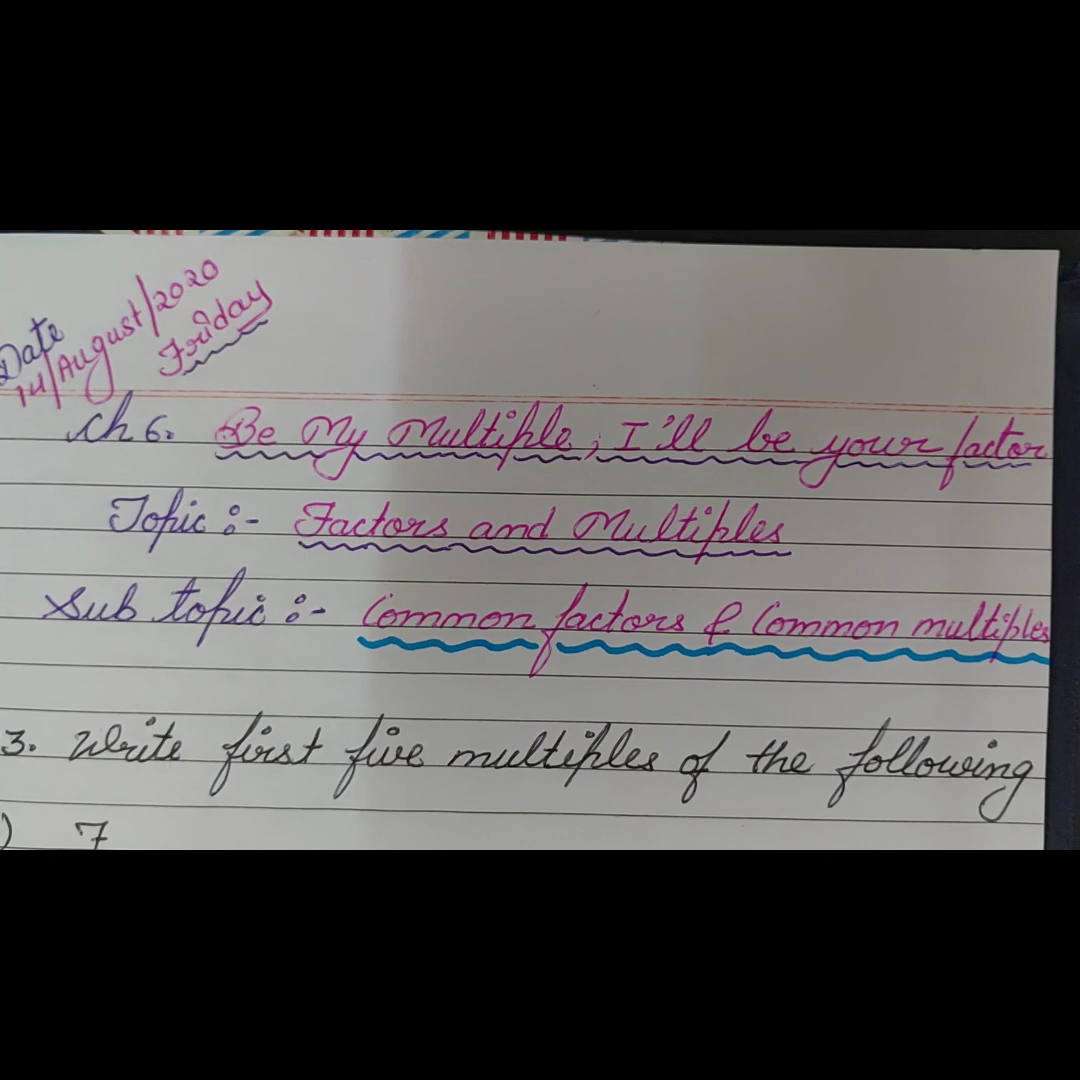 Date
14/August/2020
Friday
Ch 6. Be My Multiple, I'll be your factor
Topic :- Factors and Multiples
Sub topic :- Common factors & Common multiples
3. Write first five multiples of the following
) 7